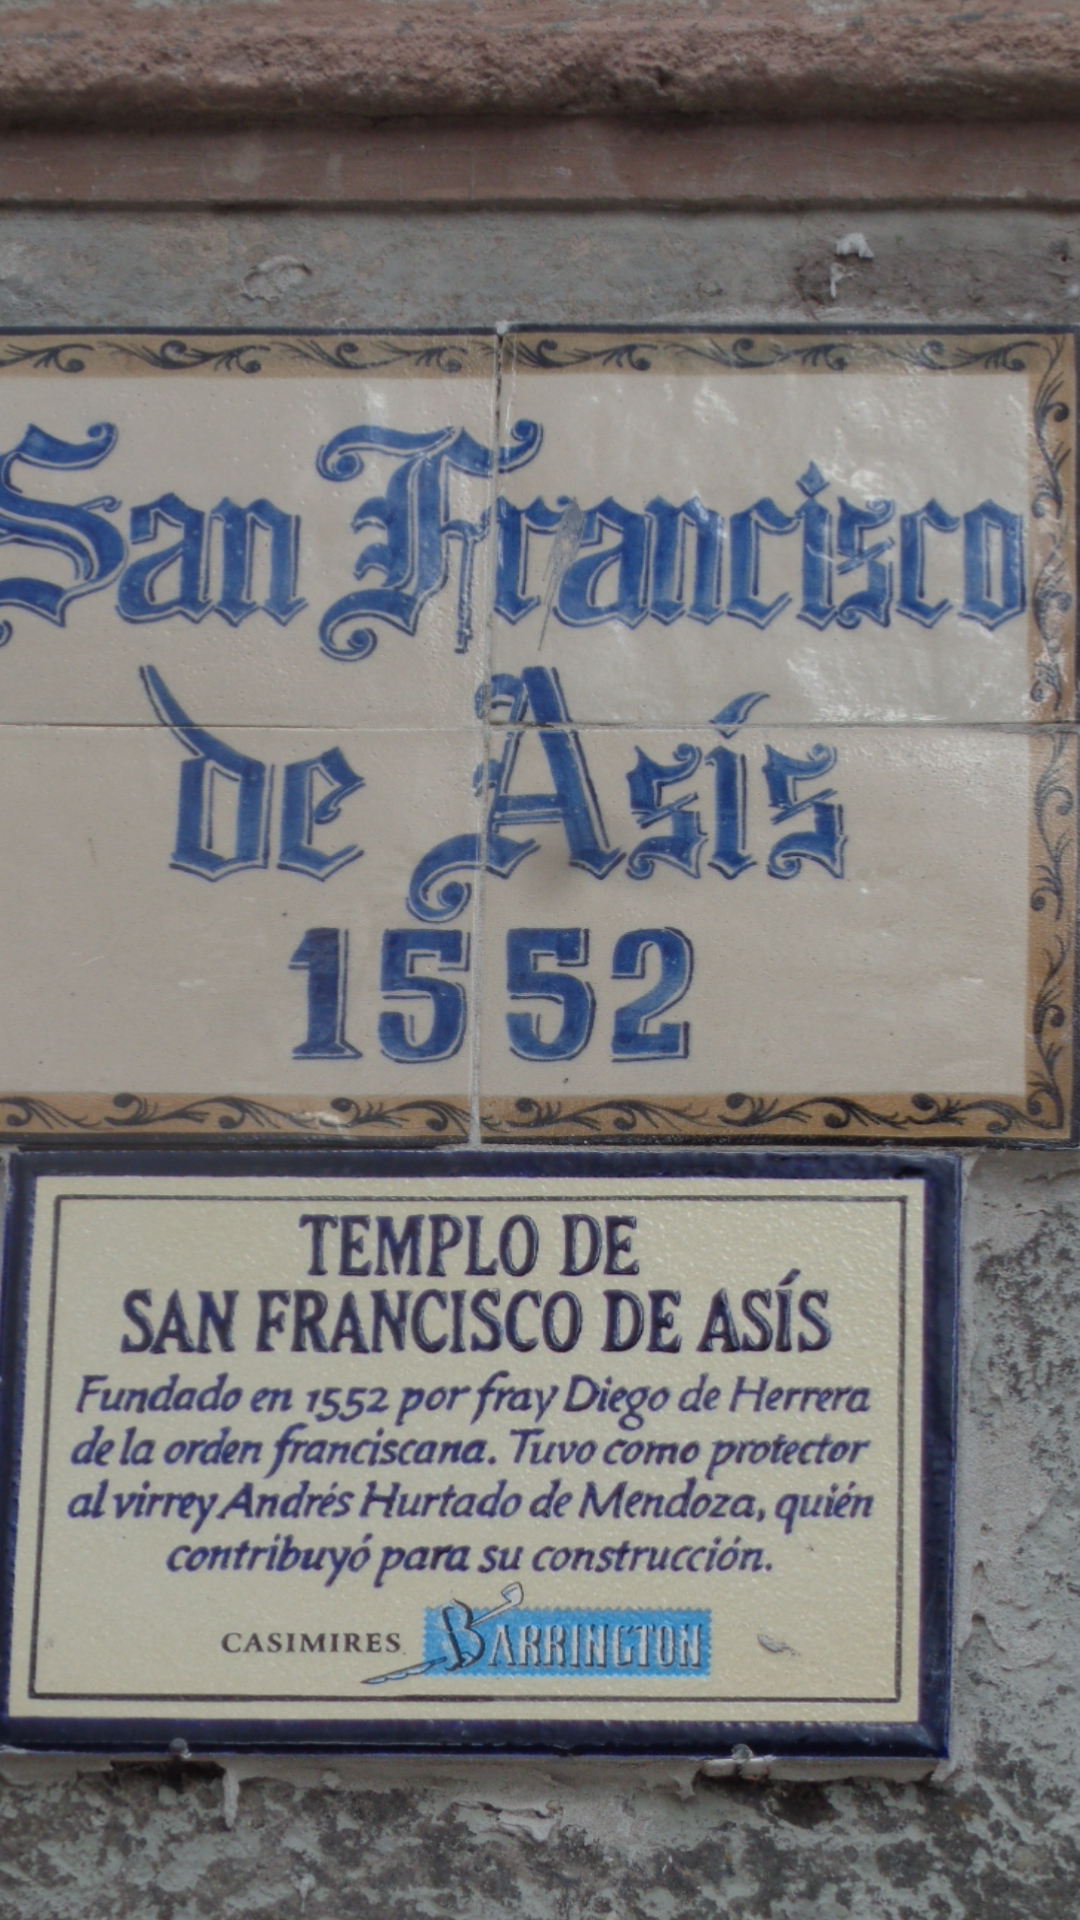 San Francisco
de Asís
1552
TEMPLO DE
SAN FRANCISCO DE ASÍS
Fundado en 1552 por fray Diego de Herrera
de la orden franciscana. Tuvo como protector
al virrey Andrés Hurtado de Mendoza, quién
contribuyó para su construcción.
CASIMIRES BARRINGTON